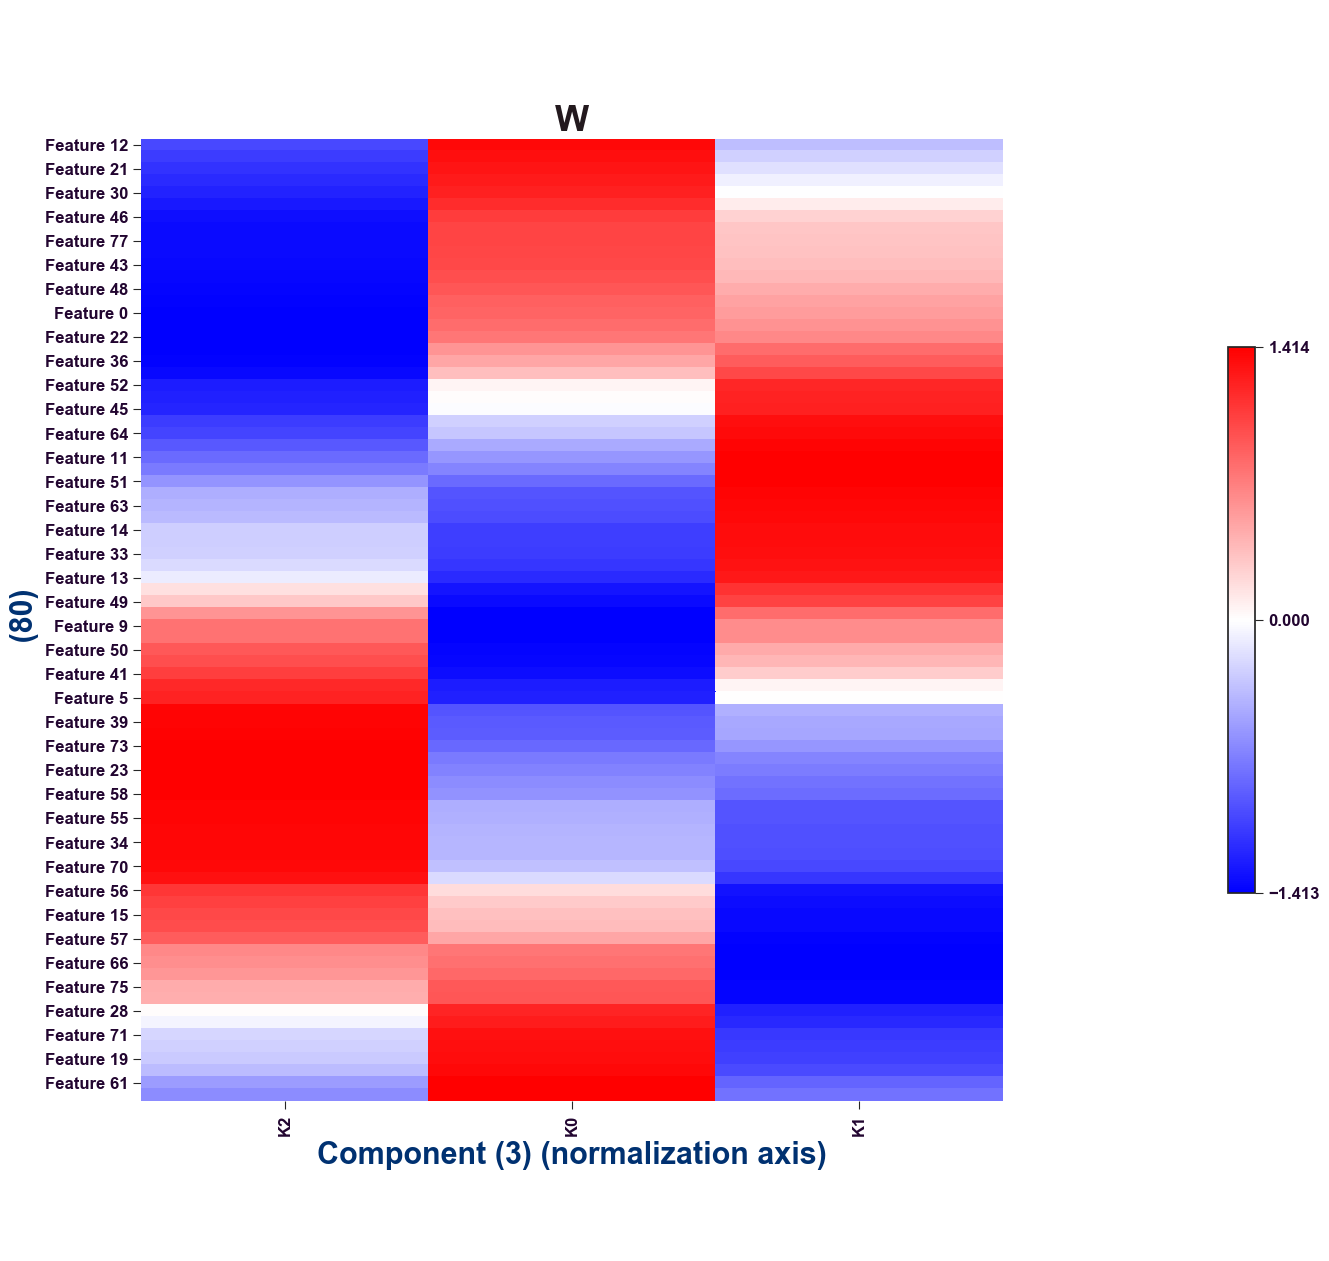 W
Feature 12
Feature 21
Feature 30
Feature 46
Feature 77
Feature 43
Feature 48
Feature 0
Feature 22
Feature 36
Feature 52
Feature 45
Feature 64
Feature 11
Feature 51
Feature 63
Feature 14
Feature 33
Feature 13
Feature 49
Feature 9
Feature 50
Feature 41
Feature 5
Feature 39
Feature 73
Feature 23
Feature 58
Feature 55
Feature 34
Feature 70
Feature 56
Feature 15
Feature 57
Feature 66
Feature 75
Feature 28
Feature 71
Feature 19
Feature 61
(80)
K2
K0
K1
Component (3) (normalization axis)
1.414
0.000
−1.413